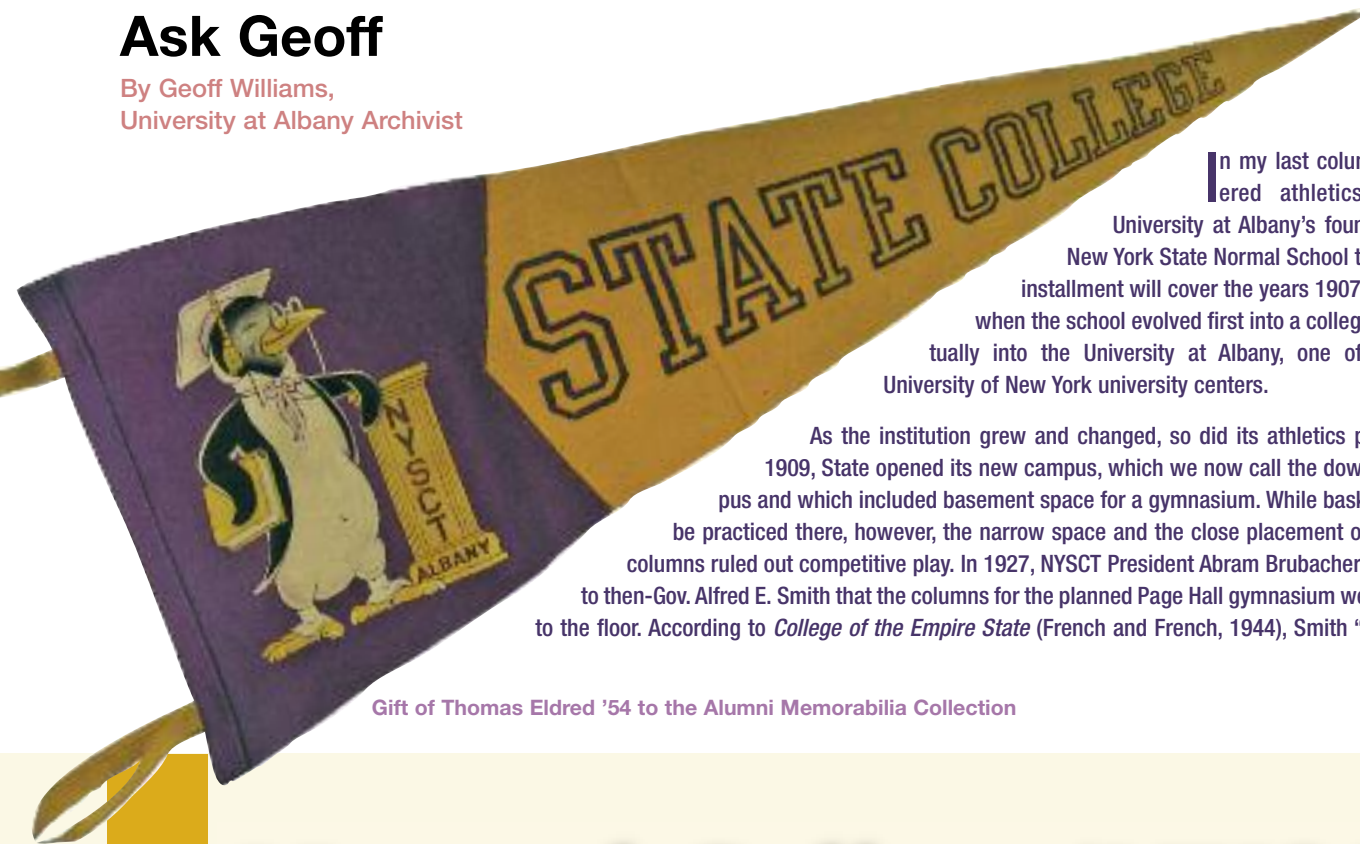 Ask Geoff
By Geoff Williams,
University at Albany Archivist
STATE COLLEGE
NYSCT
ALBANY
In my last
ered athletics
University at Albany’s
New York State Normal School
installment will cover the years 1907
when the school evolved first into a
tually into the University at Albany, one of
University of New York university centers.
As the institution grew and changed, so did its athletics
1909, State opened its new campus, which we now call the
pus and which included basement space for a gymnasium. While
be practiced there, however, the narrow space and the close placement
columns ruled out competitive play. In 1927, NYSCT President Abram Brubacher
to then-Gov. Alfred E. Smith that the columns for the planned Page Hall gymnasium
to the floor. According to College of the Empire State (French and French, 1944), Smith “
Gift of Thomas Eldred ’54 to the Alumni Memorabilia Collection